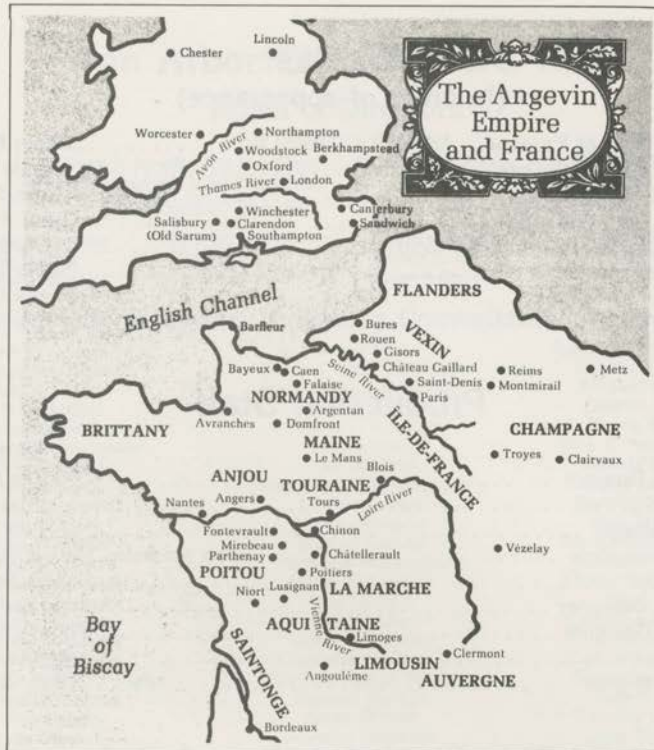 The Angevin
Empire
and France
Lincoln
Chester
Worcester
Avon River
Northampton
Woodstock
Berkhampstead
Oxford
Thames River
London
Winchester
Canterbury
Salisbury
(Old Sarum)
Clarendon
Sandwich
Southampton
English Channel
FLANDERS
Barfleur
Bures
VEXIN
Rouen
Gisors
Bayeux
Caen
Seine River
Château Gaillard
Reims
Metz
Falaise
Saint-Denis
Montmirail
NORMANDY
Paris
Avranches
Argentan
BRITTANY
Domfront
ÎLE-DE-FRANCE
CHAMPAGNE
MAINE
Le Mans
Troyes
Clairvaux
Blois
ANJOU
TOURAINE
Nantes
Angers
Tours
Loire River
Fontevrault
Chinon
Mirebeau
Châtellerault
Vézelay
Parthenay
POITOU
Poitiers
Lusignan
LA MARCHE
Niort
Bay
of
Biscay
AQUITAINE
Vienne
River
Limoges
SAINTONGE
LIMOUSIN
Clermont
Angouléme
AUVERGNE
Bordeaux